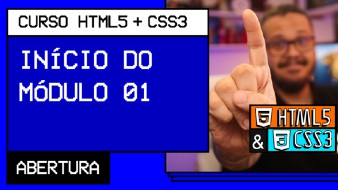 CURSO HTML5 + CSS3
INÍCIO DO
MÓDULO 01
HTML5
& CSS3
ABERTURA